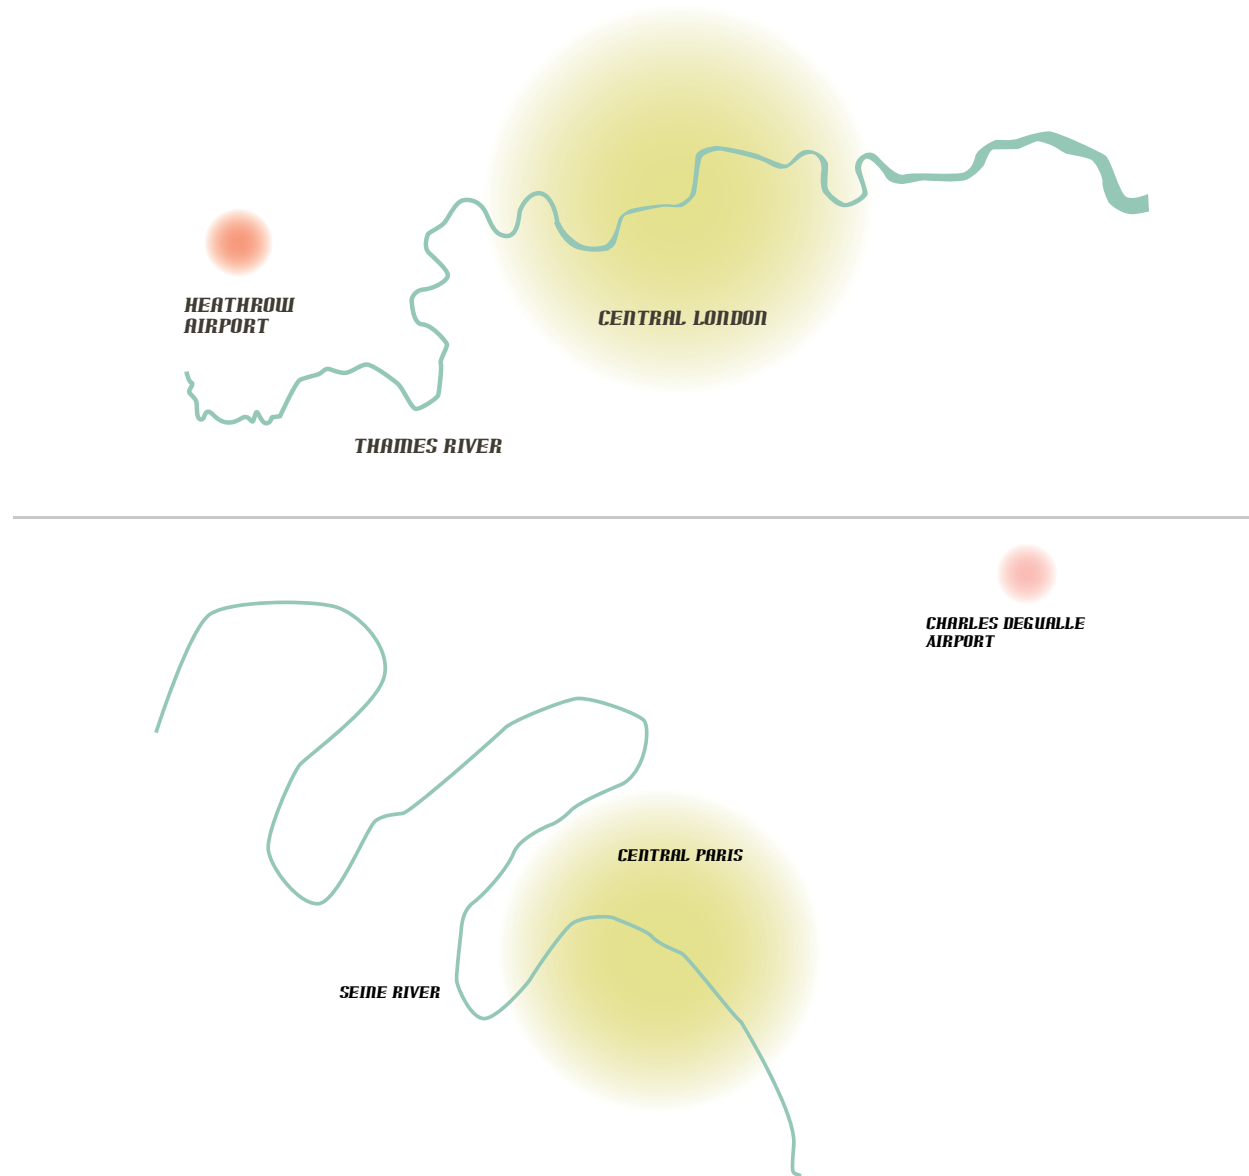 HEATHROW
AIRPORT
CENTRAL LONDON
THAMES RIVER
CHARLES DEGUALLE
AIRPORT
CENTRAL PARIS
SEINE RIVER